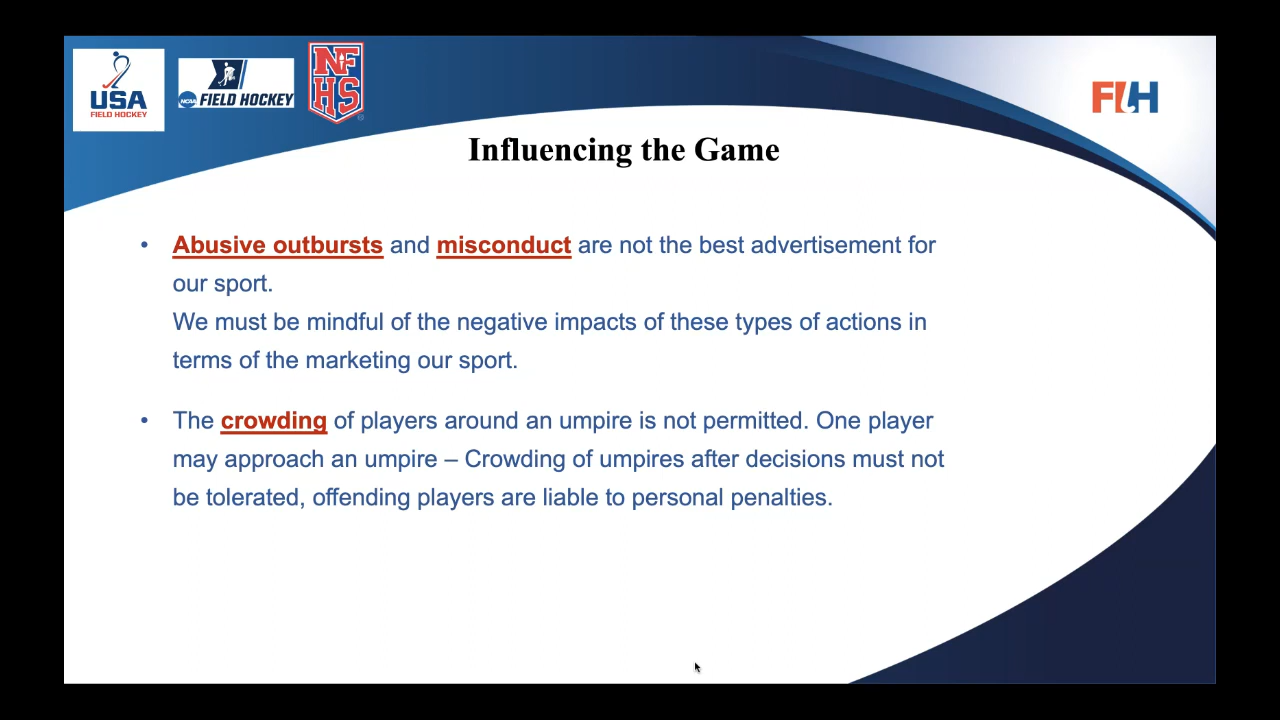 USA
FIELD HOCKEY
NCAA FIELD HOCKEY
NF
HS
FIH
Influencing the Game
• Abusive outbursts and misconduct are not the best advertisement for
our sport.
We must be mindful of the negative impacts of these types of actions in
terms of the marketing our sport.
• The crowding of players around an umpire is not permitted. One player
may approach an umpire – Crowding of umpires after decisions must not
be tolerated, offending players are liable to personal penalties.